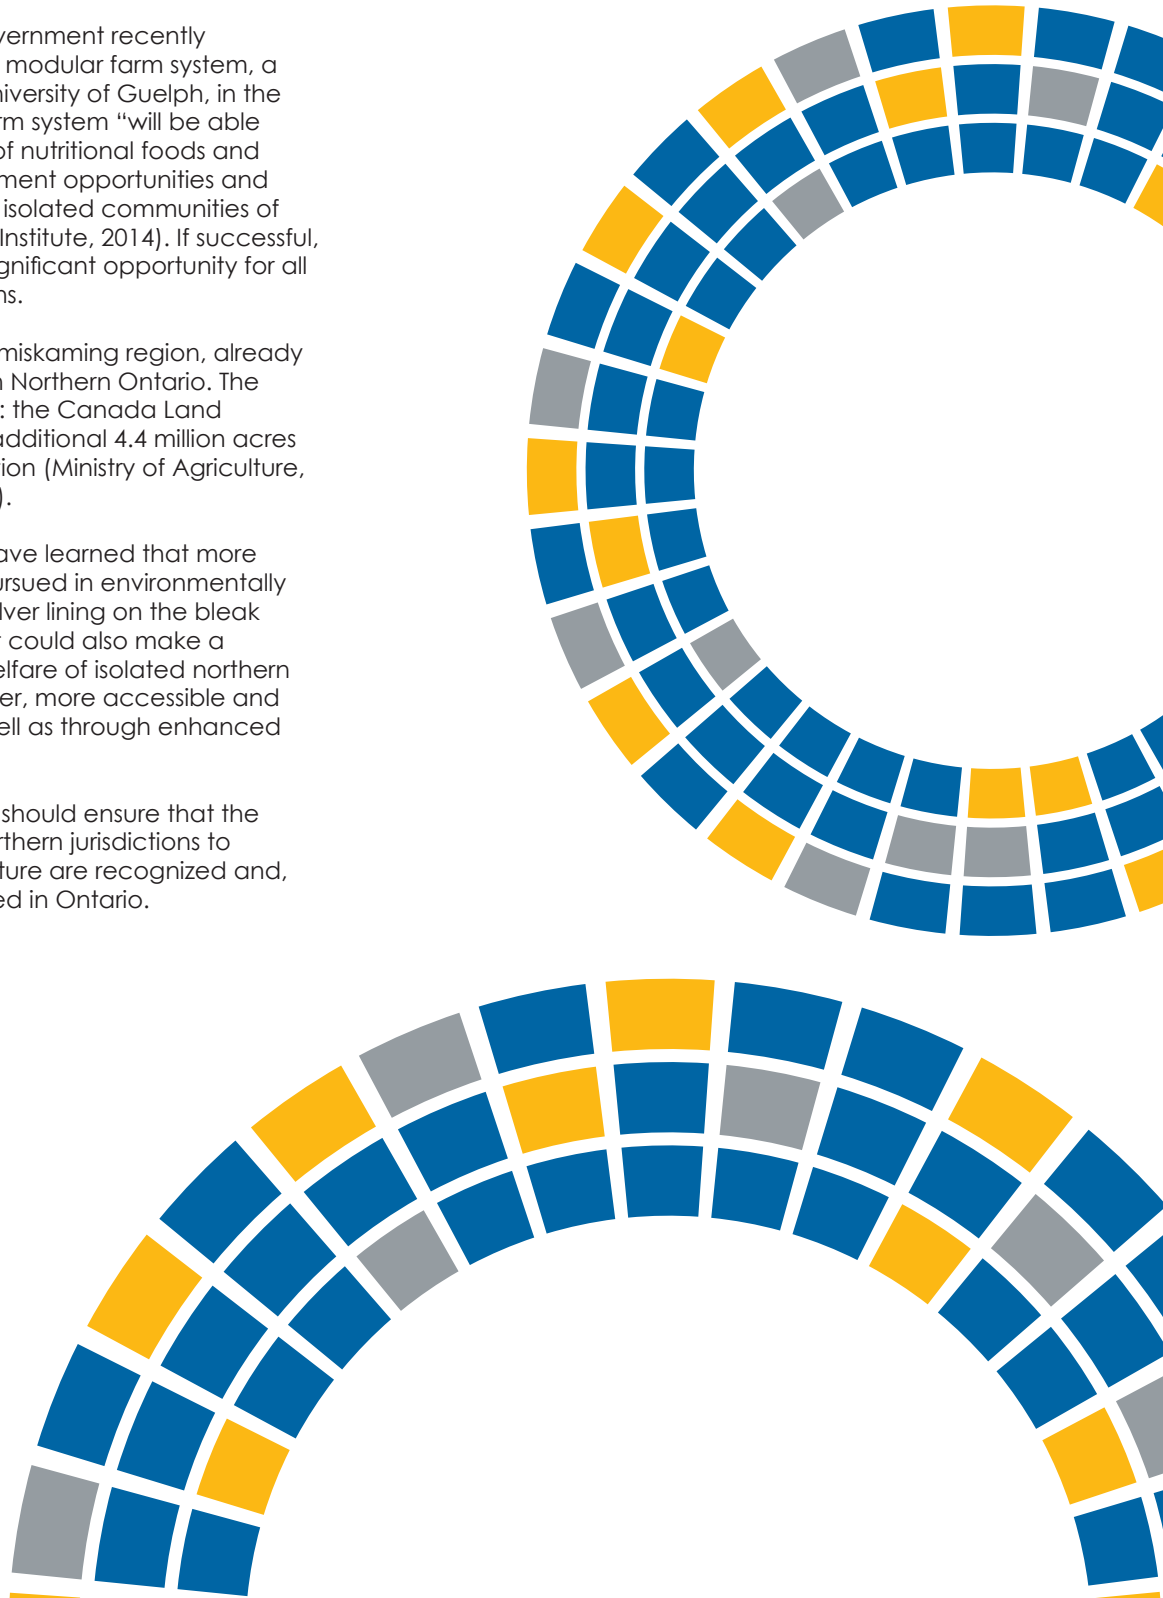 vernment recently
modular farm system, a
niversity of Guelph, in the
rm system “will be able
of nutritional foods and
ment opportunities and
isolated communities of
Institute, 2014). If successful,
gnificant opportunity for all
ns.
miskaming region, already
n Northern Ontario. The
: the Canada Land
additional 4.4 million acres
ion (Ministry of Agriculture,
).
ave learned that more
ursued in environmentally
lver lining on the bleak
r could also make a
elfare of isolated northern
er, more accessible and
ell as through enhanced
should ensure that the
rthern jurisdictions to
ture are recognized and,
ed in Ontario.